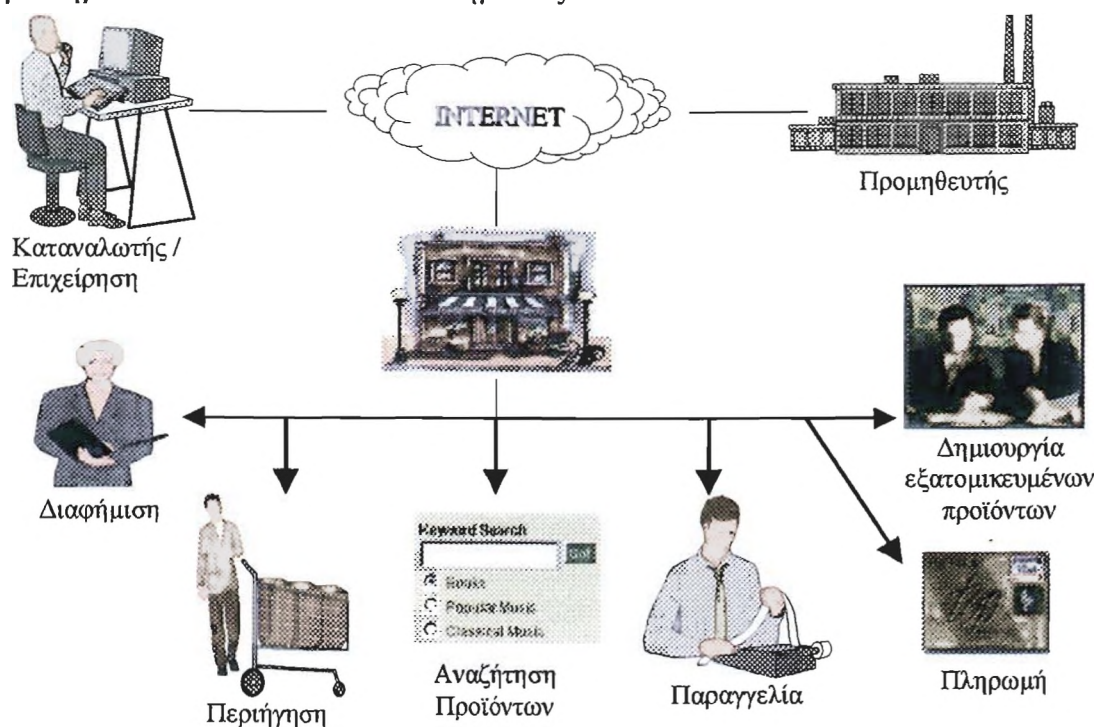 INTERNET
Προμηθευτής
Καταναλωτής /
Επιχείρηση
Διαφήμιση
Δημιουργία
εξατομικευμένων
προϊόντων
Keyword Search
Go!
Popular Music
Classical Music
Περιήγηση
Αναζήτηση
Προϊόντων
Παραγγελία
Πληρωμή